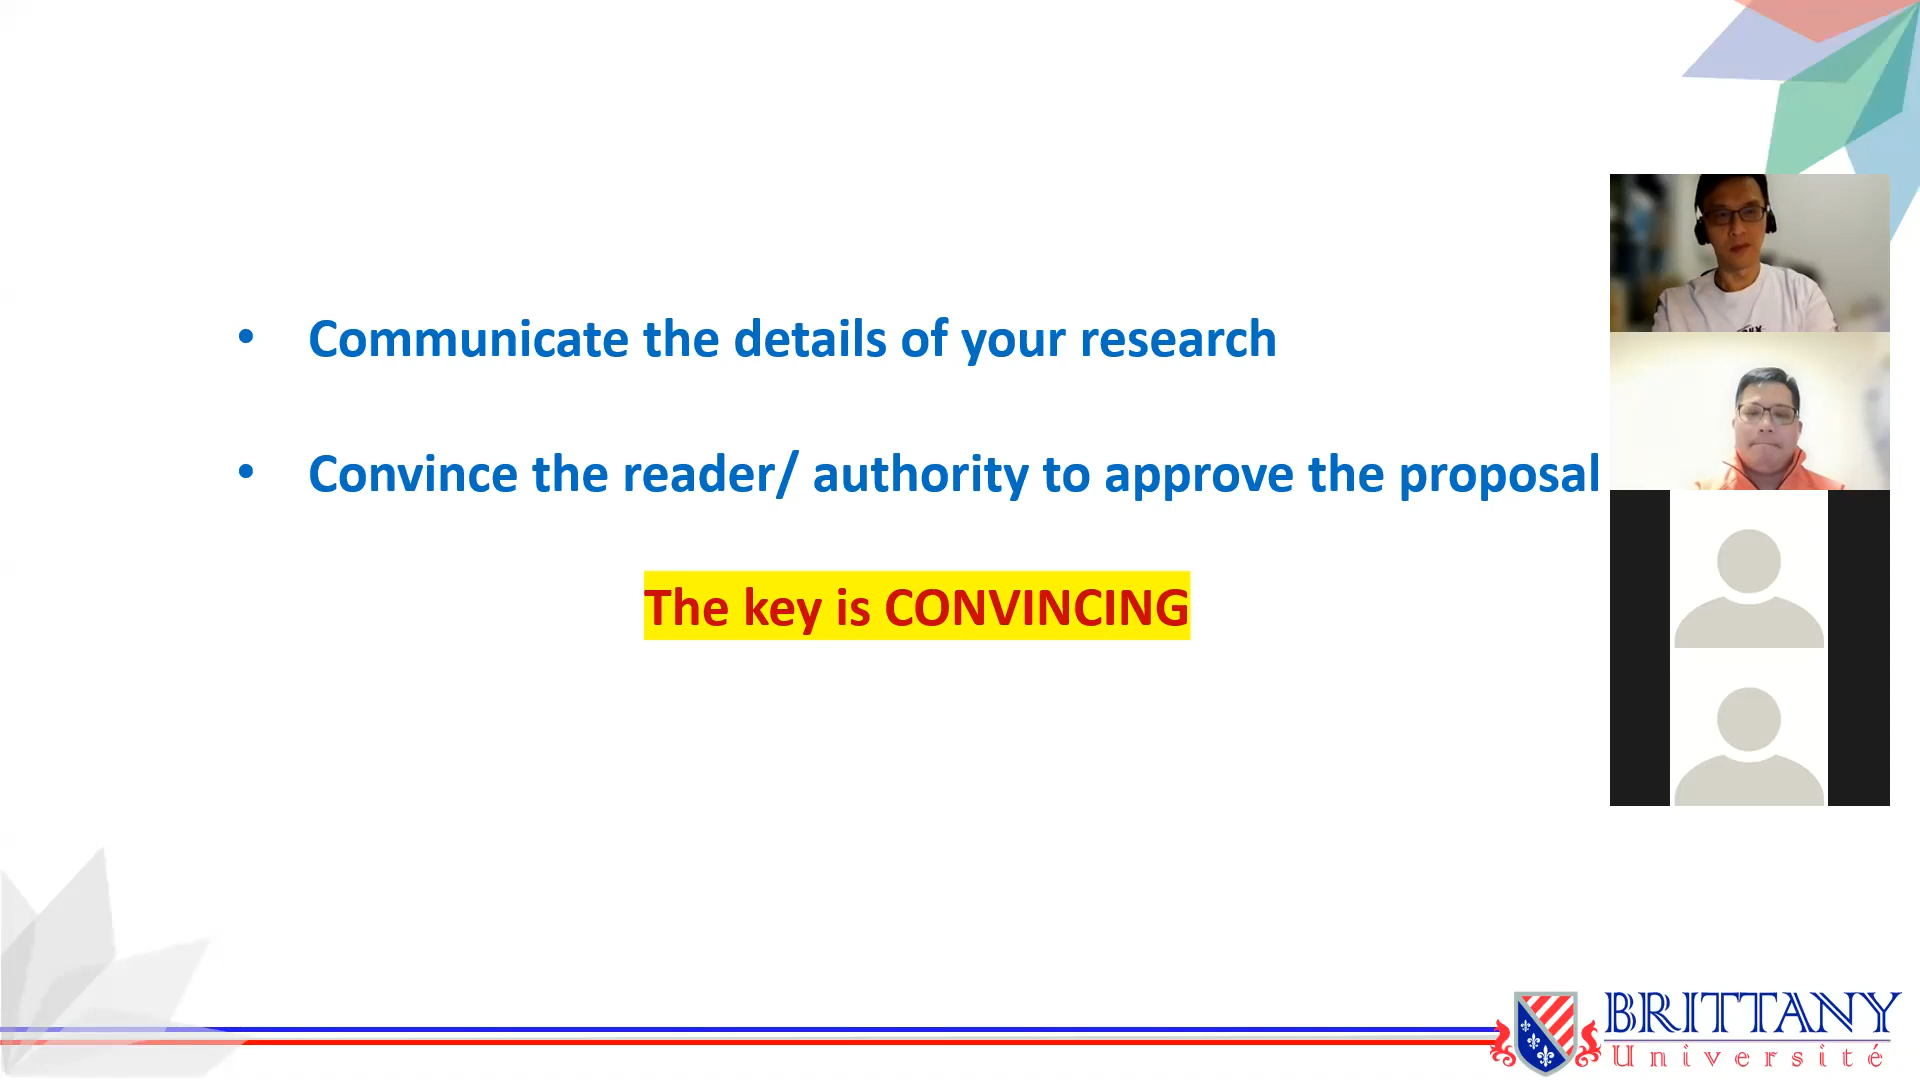 • Communicate the details of your research
• Convince the reader/ authority to approve the proposal
The key is CONVINCING
BRITTANY
Université